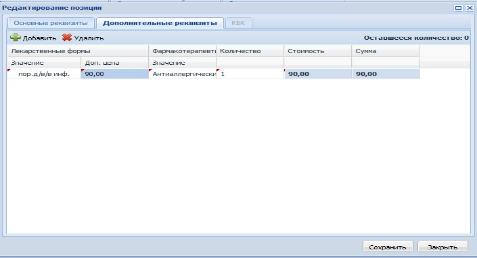 Редактирование позиции
Основные реквизиты Дополнительные реквизиты КБК
Добавить Удалить Оставшееся количество: 0
Лекарственные формы Фармакотерапевти Количество Стоимость Сумма
Значение Доп. цена Значение
пор.д/в/в инф. 90,00 Антиаллергически 1 90,00 90,00
Сохранить Закрыть